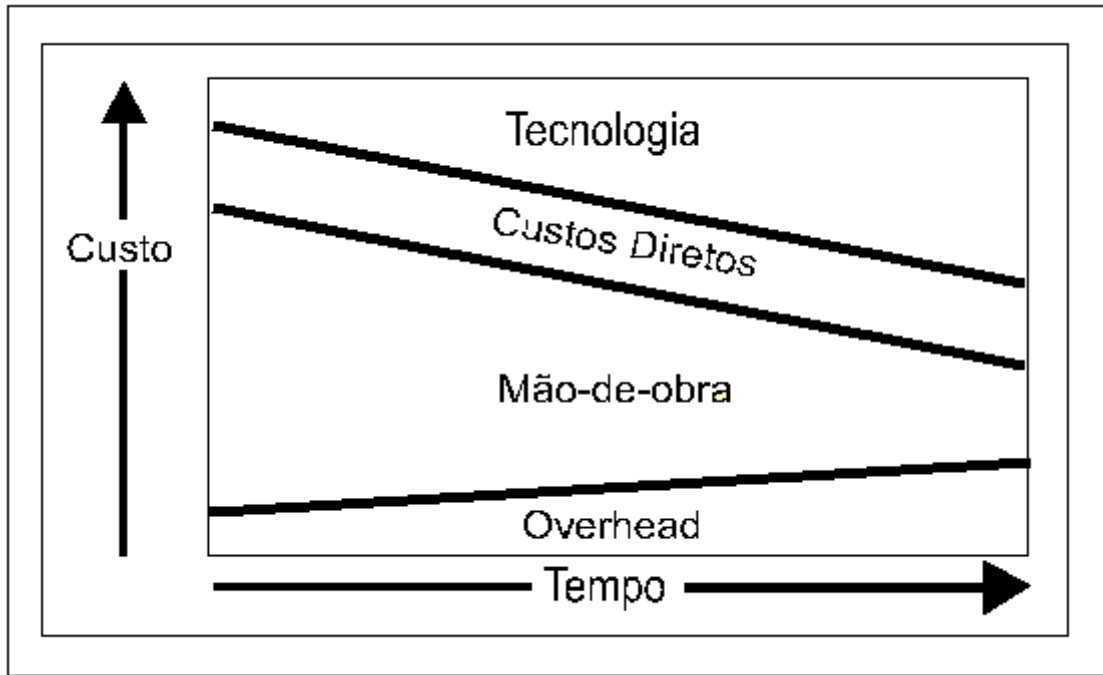 Tecnologia
Custos Diretos
Custo
Mão-de-obra
Overhead
Tempo